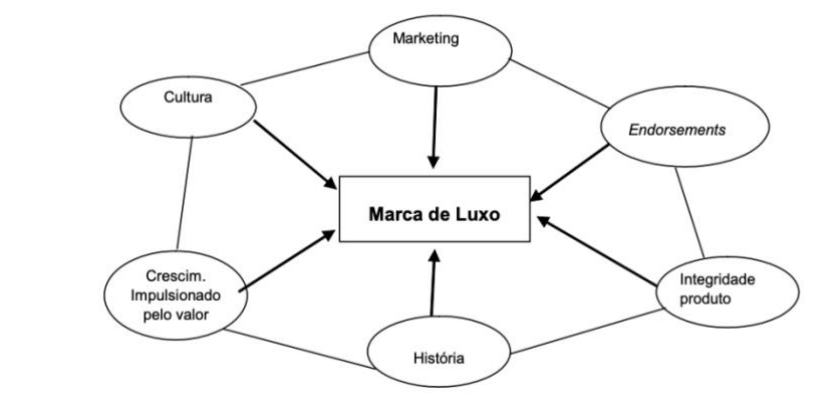 Marketing
Cultura
Endorsements
Marca de Luxo
Crescim.
Impulsionado
pelo valor
Integridade
produto
História